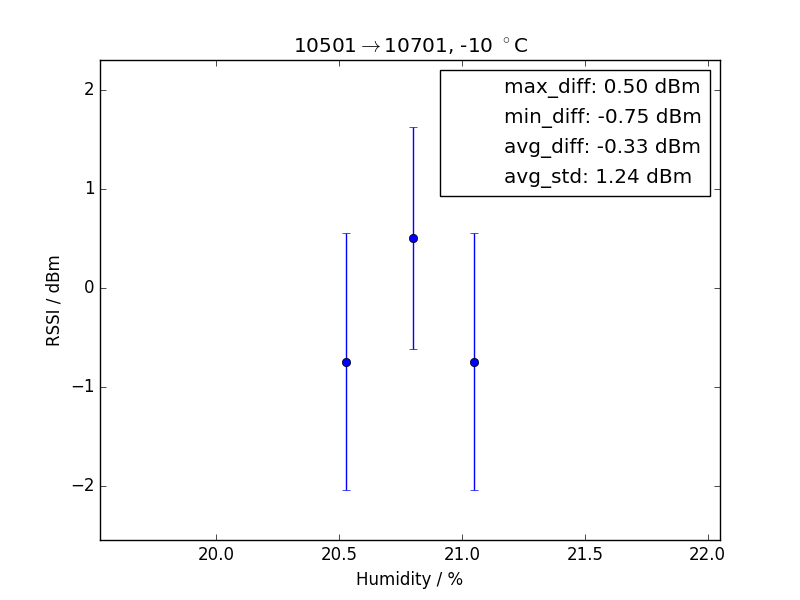 10501→10701, -10 °C
max_diff: 0.50 dBm
min_diff: -0.75 dBm
avg_diff: -0.33 dBm
avg_std: 1.24 dBm
2
1
0
−1
−2
RSSI / dBm
20.0 20.5 21.0 21.5 22.0
Humidity / %